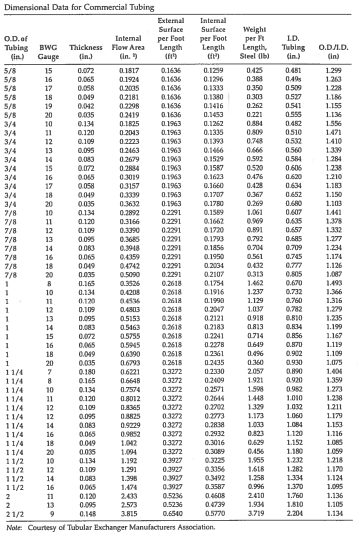 Dimensional Data for Commercial Tubing
External Internal
O.D. of Internal Surface Surface Weight I.D.
Tubing BWG Thickness Flow Area per Foot per Foot per Ft Tubing O.D./I.D.
(in.) Gauge (in.) (in. ²) Length Length Length, (in.) (in)
(ft²) (ft²) Steel (lb)
5/8 15 0.072 0.1817 0.1636 0.1259 0.425 0.481 1.299
5/8 16 0.065 0.1924 0.1636 0.1296 0.388 0.495 1.263
5/8 17 0.058 0.2035 0.1636 0.1333 0.350 0.509 1.228
5/8 18 0.049 0.2181 0.1636 0.1380 0.303 0.527 1.186
5/8 19 0.042 0.2298 0.1636 0.1416 0.262 0.541 1.155
5/8 20 0.035 0.2419 0.1636 0.1453 0.221 0.555 1.136
3/4 10 0.134 0.1825 0.1963 0.1262 0.884 0.482 1.556
3/4 11 0.120 0.2043 0.1963 0.1335 0.809 0.510 1.471
3/4 12 0.109 0.2223 0.1963 0.1393 0.748 0.532 1.410
3/4 13 0.095 0.2463 0.1963 0.1466 0.666 0.560 1.339
3/4 14 0.083 0.2679 0.1963 0.1529 0.592 0.584 1.284
3/4 15 0.072 0.2884 0.1963 0.1587 0.520 0.606 1.238
3/4 16 0.065 0.3019 0.1963 0.1623 0.476 0.620 1.210
3/4 17 0.058 0.3157 0.1963 0.1660 0.428 0.634 1.183
3/4 18 0.049 0.3339 0.1963 0.1707 0.367 0.652 1.150
3/4 20 0.035 0.3632 0.1963 0.1780 0.269 0.680 1.103
7/8 10 0.134 0.2892 0.2291 0.1589 1.061 0.607 1.441
7/8 11 0.120 0.3166 0.2291 0.1662 0.969 0.635 1.378
7/8 12 0.109 0.3390 0.2291 0.1720 0.891 0.657 1.332
7/8 13 0.095 0.3685 0.2291 0.1793 0.792 0.685 1.277
7/8 14 0.083 0.3948 0.2291 0.1856 0.704 0.709 1.234
7/8 16 0.065 0.4359 0.2291 0.1950 0.561 0.745 1.174
7/8 18 0.049 0.4742 0.2291 0.2034 0.432 0.777 1.126
7/8 20 0.035 0.5090 0.2291 0.2107 0.313 0.805 1.087
1 8 0.165 0.3526 0.2618 0.1754 1.462 0.670 1.493
1 10 0.134 0.4208 0.2618 0.1916 1.237 0.732 1.366
1 11 0.120 0.4536 0.2618 0.1990 1.129 0.760 1.316
1 12 0.109 0.4803 0.2618 0.2047 1.037 0.782 1.279
1 13 0.095 0.5153 0.2618 0.2121 0.918 0.810 1.235
1 14 0.083 0.5463 0.2618 0.2183 0.813 0.834 1.199
1 15 0.072 0.5755 0.2618 0.2241 0.714 0.856 1.167
1 16 0.065 0.5945 0.2618 0.2278 0.649 0.870 1.119
1 18 0.049 0.6390 0.2618 0.2361 0.496 0.902 1.109
1 20 0.035 0.6793 0.2618 0.2435 0.360 0.930 1.075
1 1/4 7 0.180 0.6221 0.3272 0.2330 2.057 0.890 1.404
1 1/4 8 0.165 0.6648 0.3272 0.2409 1.921 0.920 1.359
1 1/4 10 0.134 0.7574 0.3272 0.2571 1.598 0.982 1.273
1 1/4 11 0.120 0.8012 0.3272 0.2644 1.448 1.010 1.238
1 1/4 12 0.109 0.8365 0.3272 0.2702 1.329 1.032 1.211
1 1/4 12 0.095 0.8825 0.3272 0.2773 1.173 1.060 1.179
1 1/4 14 0.083 0.9229 0.3272 0.2838 1.033 1.084 1.153
1 1/4 16 0.065 0.9852 0.3272 0.2932 0.823 1.120 1.116
1 1/4 18 0.049 1.042 0.3272 0.3016 0.629 1.152 1.085
1 1/4 20 0.035 1.094 0.3272 0.3089 0.456 1.180 1.059
1 1/2 10 0.134 1.192 0.3927 0.3225 1.955 1.232 1.218
1 1/2 12 0.109 1.291 0.3927 0.3356 1.618 1.282 1.170
1 1/2 14 0.083 1.398 0.3927 0.3492 1.258 1.334 1.124
1 1/2 16 0.065 1.474 0.3927 0.3587 0.996 1.370 1.095
2 11 0.120 2.433 0.5236 0.4608 2.410 1.760 1.136
2 13 0.095 2.573 0.5236 0.4739 1.934 1.810 1.105
2 1/2 9 0.148 3.815 0.6540 0.5770 3.719 2.204 1.134
Note: Courtesy of Tubular Exchanger Manufacturers Association.